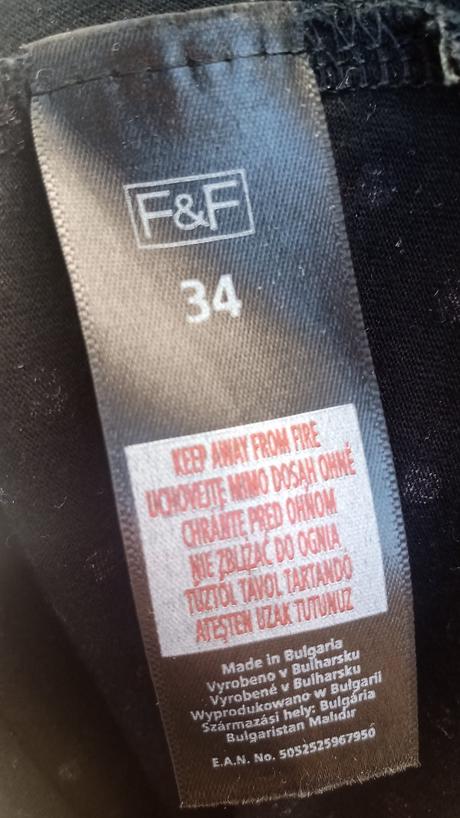 F&F
34
KEEP AWAY FROM FIRE
UCHOVEJTE MIMO DOSAH OHNĚ
CHRÁŇTE PRED OHŇOM
NIE ZBLIŻAĆ DO OGNIA
TŰZTŐL TÁVOL TARTANDÓ
ATEŞTEN UZAK TUTUNUZ
Made in Bulgaria
Vyrobeno v Bulharsku
Vyrobené v Bulharsku
Wyprodukowano w Bułgarii
Származási hely: Bulgária
Bulgaristan Malıdır
E.A.N. No. 5052525967950